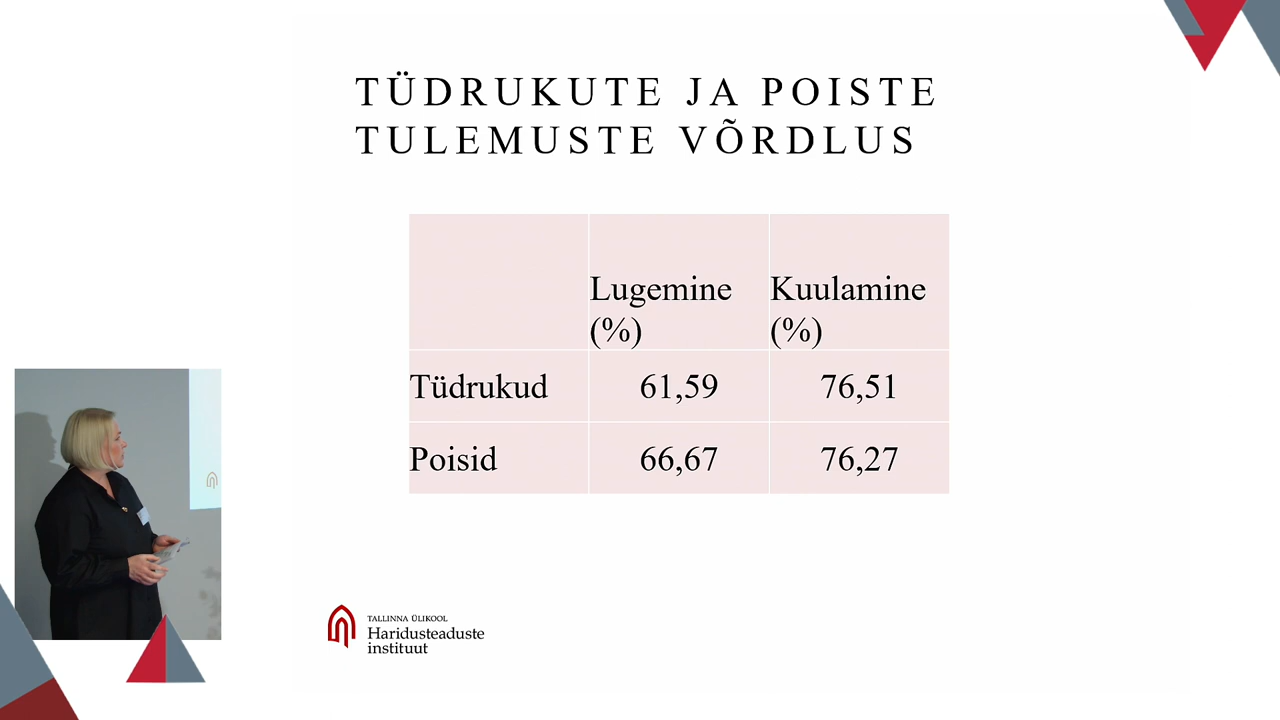 TÜDRUKUTE JA POISTE
TULEMUSTE VÕRDLUS
Lugemine
(%)
Kuulamine
(%)
Tüdrukud 61,59 76,51
Poisid 66,67 76,27
TALLINNA ÜLIKOOL
Haridusteaduste
instituut